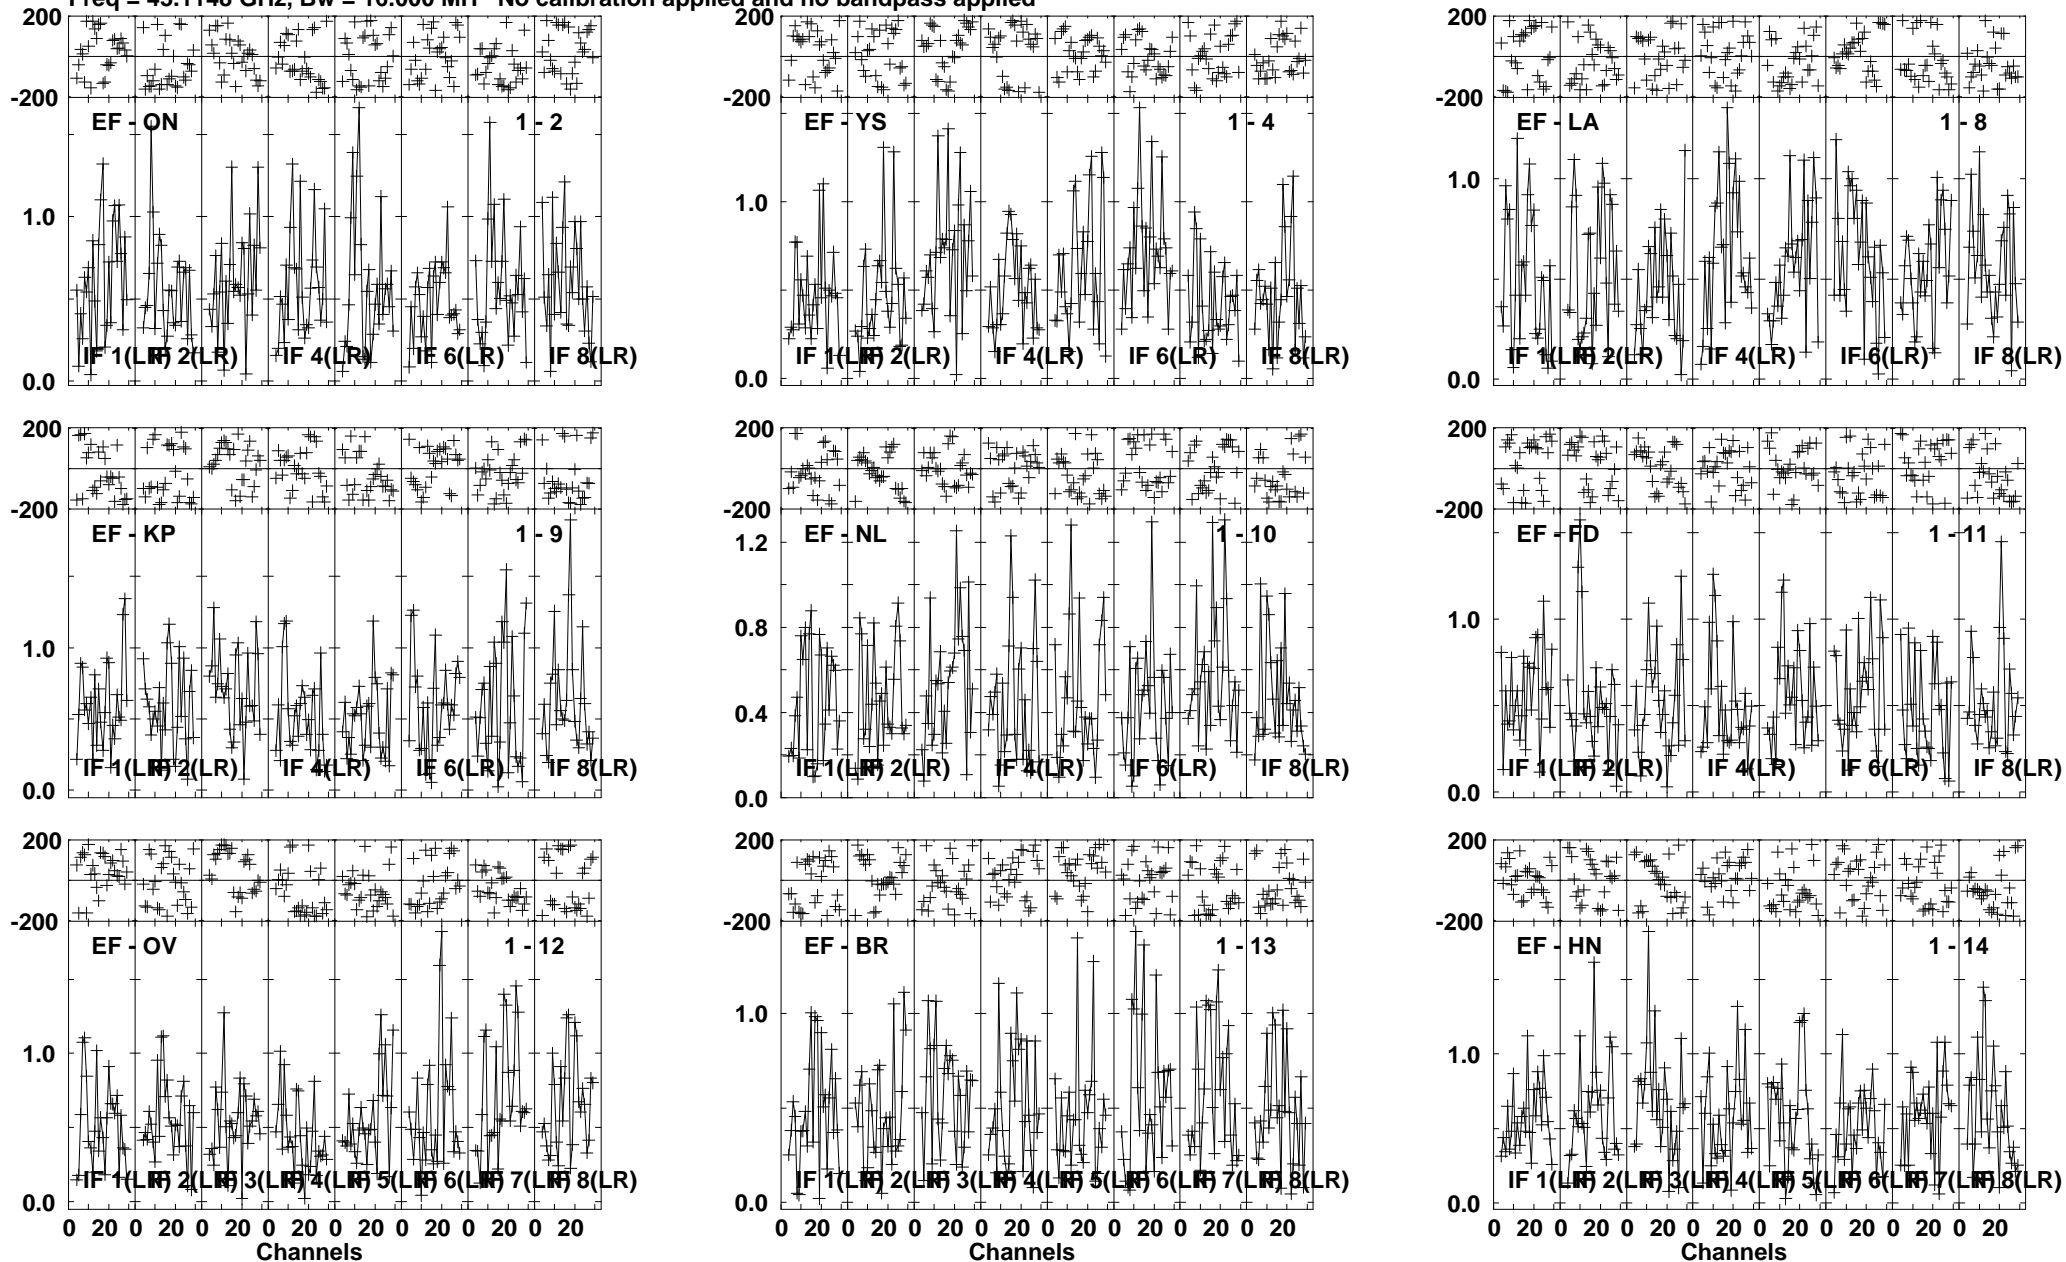 Freq = 43.1148 GHz, Bw = 16.000 MH No calibration applied and no bandpass applied
200 200 200
-200 -200 -200
EF - ON 1 - 2 EF - YS 1 - 4 EF - LA 1 - 8
1.0 1.0 1.0
IF 1(LR) IF 2(LR) IF 4(LR) IF 6(LR) IF 8(LR) IF 1(LR) IF 2(LR) IF 4(LR) IF 6(LR) IF 8(LR) IF 1(LR) IF 2(LR) IF 4(LR) IF 6(LR) IF 8(LR)
0.0 0.0 0.0
200 200 200
-200 -200 -200
EF - KP 1 - 9 EF - NL 1 - 10 EF - FD 1 - 11
1.2
1.0 0.8 1.0
0.4
IF 1(LR) IF 2(LR) IF 4(LR) IF 6(LR) IF 8(LR) IF 1(LR) IF 2(LR) IF 4(LR) IF 6(LR) IF 8(LR) IF 1(LR) IF 2(LR) IF 4(LR) IF 6(LR) IF 8(LR)
0.0 0.0 0.0
200 200 200
-200 -200 -200
EF - OV 1 - 12 EF - BR 1 - 13 EF - HN 1 - 14
1.0 1.0 1.0
IF 1(LR) IF 2(LR) IF 3(LR) IF 4(LR) IF 5(LR) IF 6(LR) IF 7(LR) IF 8(LR) IF 1(LR) IF 2(LR) IF 3(LR) IF 4(LR) IF 5(LR) IF 6(LR) IF 7(LR) IF 8(LR) IF 1(LR) IF 2(LR) IF 3(LR) IF 4(LR) IF 5(LR) IF 6(LR) IF 7(LR) IF 8(LR)
0.0 0.0 0.0
0 20 0 20 0 20 0 20 0 20 0 20 0 20 0 20 0 20 0 20 0 20 0 20 0 20 0 20 0 20 0 20 0 20 0 20 0 20 0 20 0 20 0 20 0 20 0 20
Channels Channels Channels